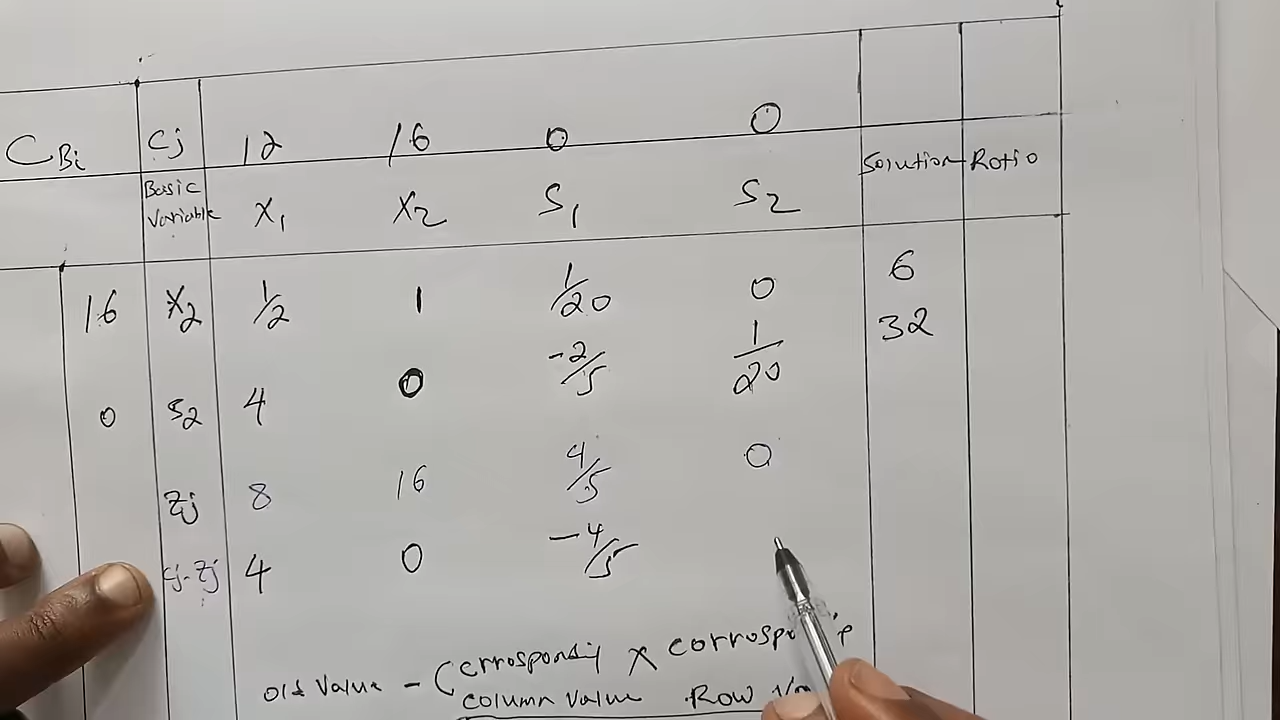 CBi Cj 12 16 0 0
Basic Variable X1 X2 S1 S2 Solution Ratio
16 X2 1/2 1 1/20 0 6
0 S2 4 0 -2/5 1/20 32
Zj 8 16 4/5 0
Cj-Zj 4 0 -4/5
Old Value - (
column value Row